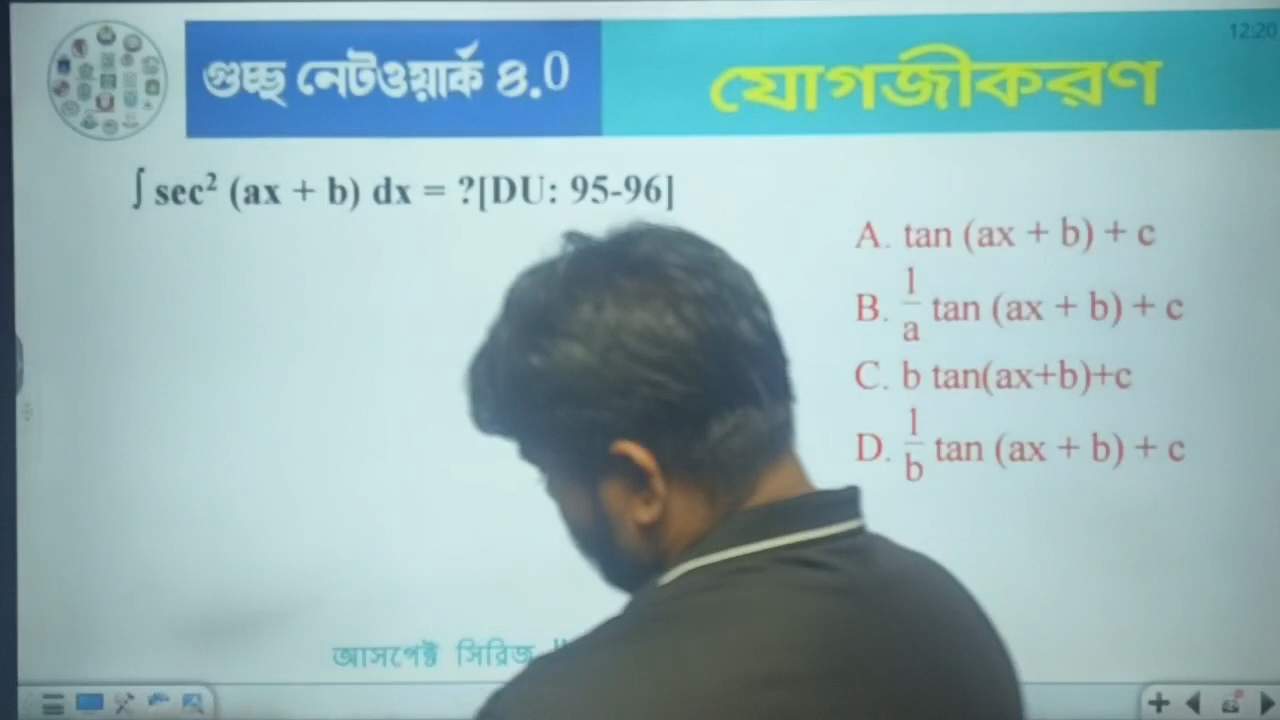 গুচ্ছ নেটওয়ার্ক ৪.0
যোগজীকরণ
12:20
∫ sec² (ax + b) dx = ?[DU: 95-96]
A. tan (ax + b) + c
B. 1/a tan (ax + b) + c
C. b tan(ax+b)+c
D. 1/b tan (ax + b) + c
আসপেক্ট সিরিজ